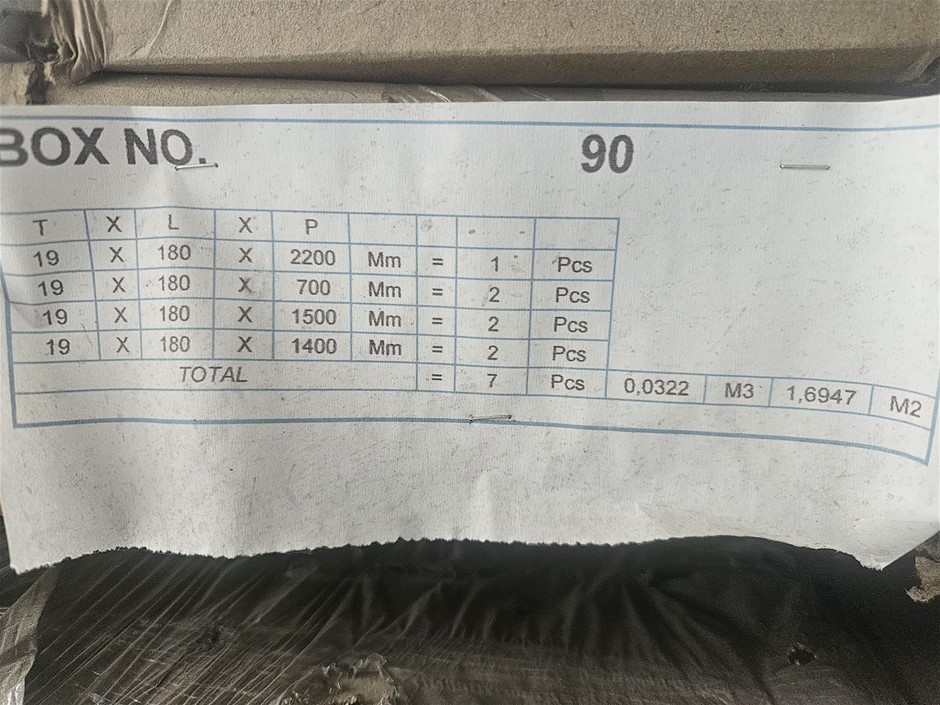 BOX NO. 90
T X L X P
19 X 180 X 2200 Mm = 1 Pcs
19 X 180 X 700 Mm = 2 Pcs
19 X 180 X 1500 Mm = 2 Pcs
19 X 180 X 1400 Mm = 2 Pcs
TOTAL = 7 Pcs 0,0322 M3 1,6947 M2